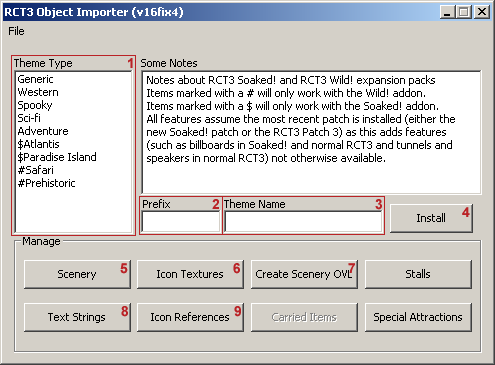 RCT3 Object Importer (v16fix4)
File
Theme Type 1
Generic
Western
Spooky
Sci-fi
Adventure
$Atlantis
$Paradise Island
#Safari
#Prehistoric
Some Notes
Notes about RCT3 Soaked! and RCT3 Wild! expansion packs
Items marked with a # will only work with the Wild! addon.
Items marked with a $ will only work with the Soaked! addon.
All features assume the most recent patch is installed (either the
new Soaked! patch or the RCT3 Patch 3) as this adds features
(such as billboards in Soaked! and normal RCT3 and tunnels and
speakers in normal RCT3) not otherwise available.
Prefix 2
Theme Name 3
Install 4
Manage
Scenery 5
Icon Textures 6
Create Scenery OVL 7
Stalls
Text Strings 8
Icon References 9
Carried Items
Special Attractions